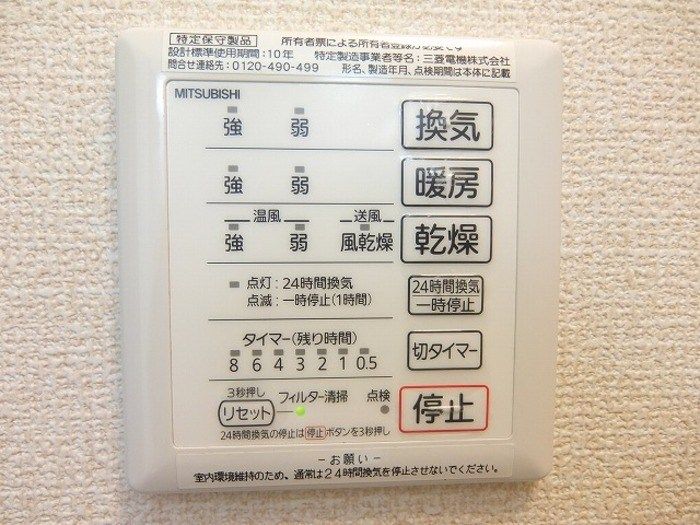 特定保守製品 所有者票による所有者登録が必要です
設計標準使用期間：10年 特定製造事業者等名：三菱電機株式会社
問合せ連絡先：0120-490-499 形名、製造年月、点検期間は本体に記載
MITSUBISHI
強 弱 換気
強 弱 暖房
温風 送風
強 弱 風乾燥 乾燥
点灯：24時間換気
点滅：一時停止(1時間)
24時間換気
一時停止
タイマー(残り時間)
8 6 4 3 2 1 0.5
切タイマー
3秒押し
リセット フィルター清掃 点検
停止
24時間換気の停止は停止ボタンを3秒押し
－お願い－
室内環境維持のため、通常は24時間換気を停止させないでください。